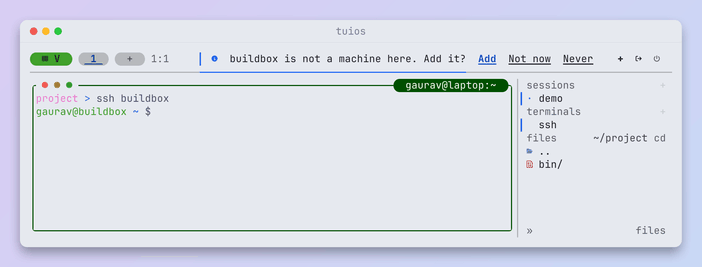 tuios
V 1 + 1:1 buildbox is not a machine here. Add it? Add Not now Never +
gaurav@laptop:~
project > ssh buildbox
gaurav@buildbox ~ $
sessions +
· demo
terminals +
ssh
files ~/project cd
..
bin/
» files